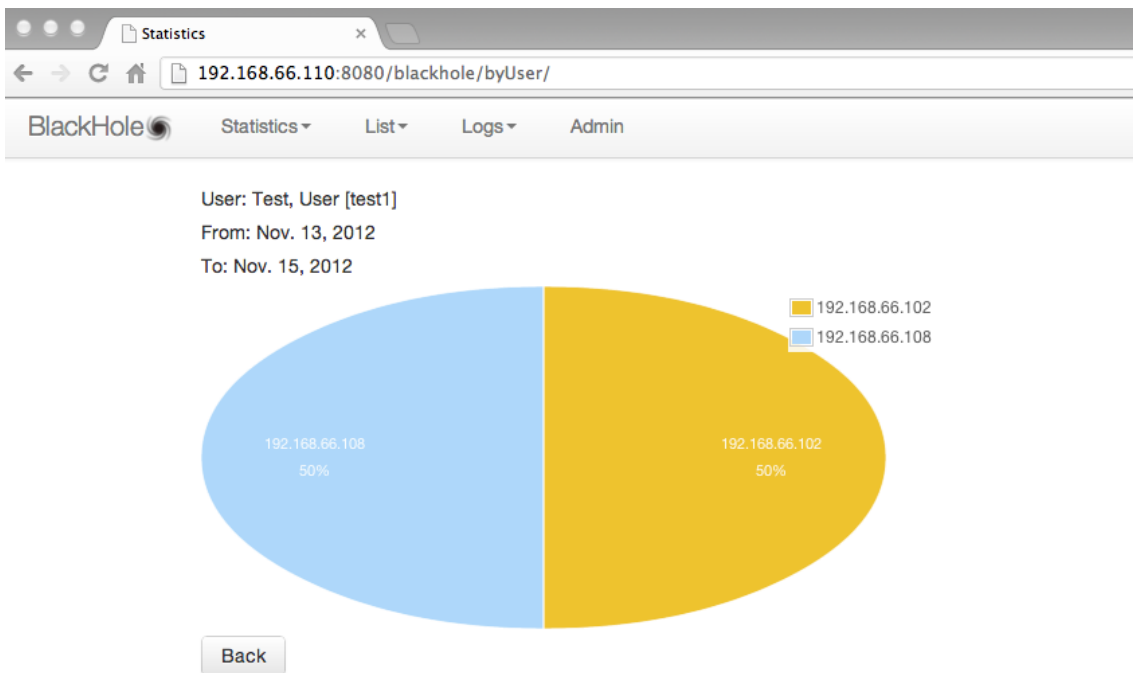 Statistics
192.168.66.110:8080/blackhole/byUser/
BlackHole Statistics List Logs Admin
User: Test, User [test1]
From: Nov. 13, 2012
To: Nov. 15, 2012
192.168.66.102
192.168.66.108
192.168.66.108
50%
192.168.66.102
50%
Back